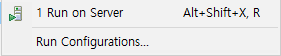 1 Run on Server Alt+Shift+X, R
Run Configurations...